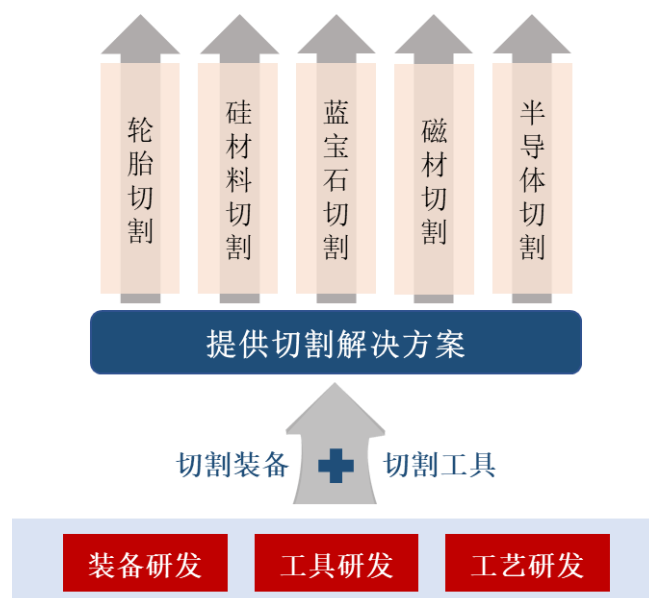 轮胎切割
硅材料切割
蓝宝石切割
磁材切割
半导体切割
提供切割解决方案
切割装备
切割工具
装备研发
工具研发
工艺研发